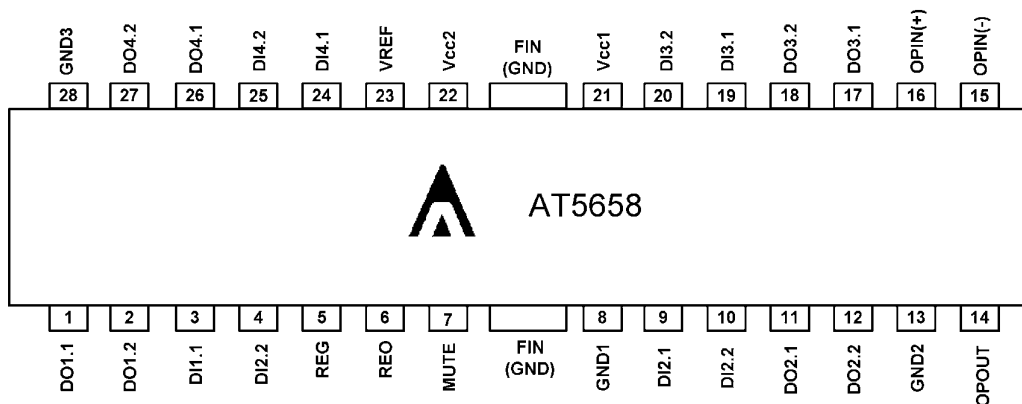 GND3 DO4.2 DO4.1 DI4.2 DI4.1 VREF Vcc2 FIN (GND) Vcc1 DI3.2 DI3.1 DO3.2 DO3.1 OPIN(+) OPIN(-)
28 27 26 25 24 23 22 21 20 19 18 17 16 15
AT5658
1 2 3 4 5 6 7 8 9 10 11 12 13 14
DO1.1 DO1.2 DI1.1 DI2.2 REG REO MUTE FIN (GND) GND1 DI2.1 DI2.2 DO2.1 DO2.2 GND2 OPOUT